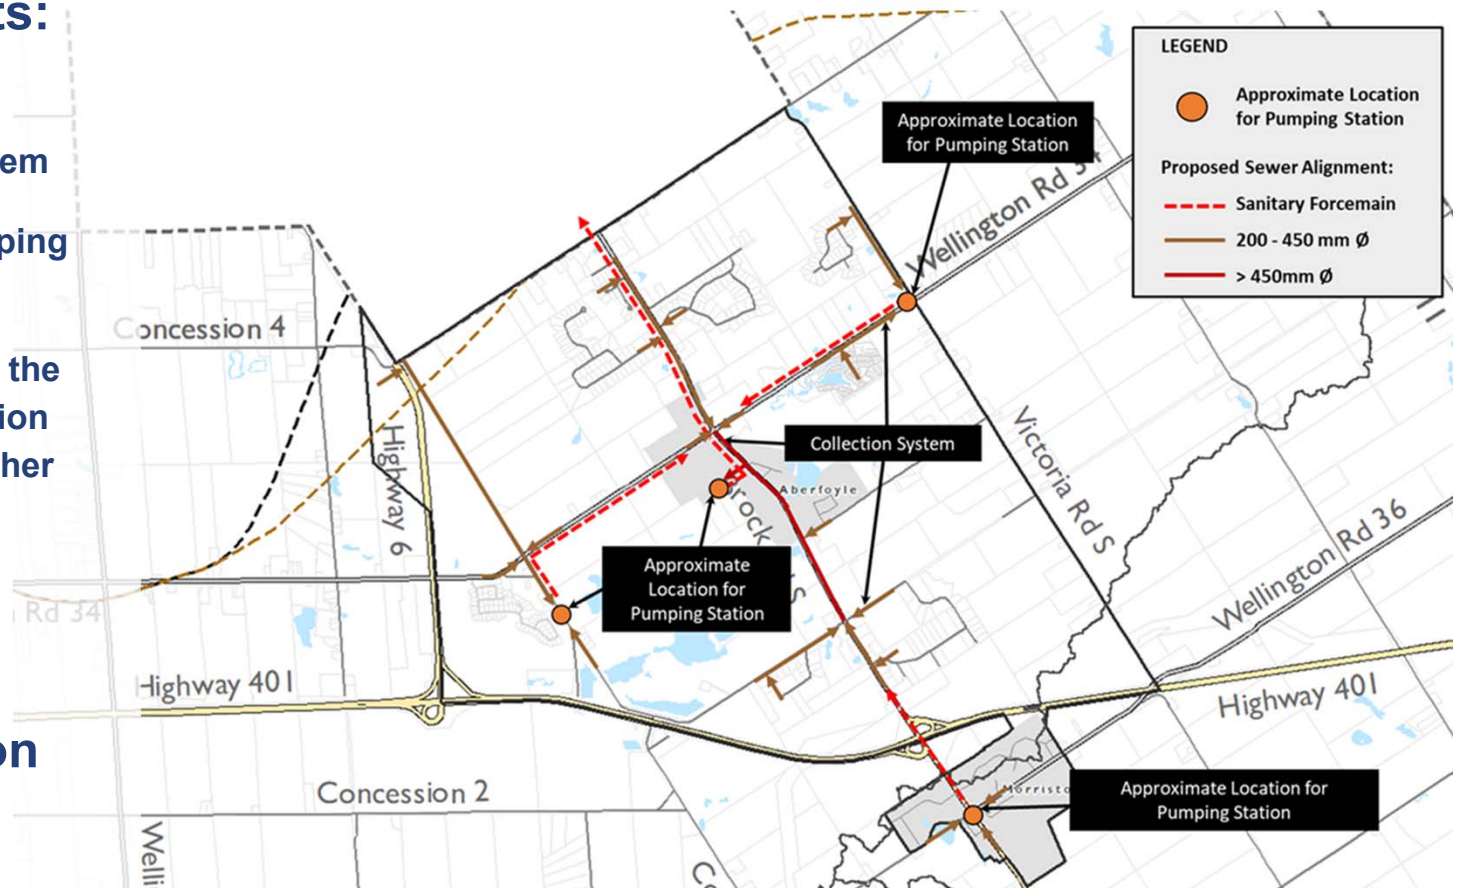 ts:
em
ping
the
ion
her
on
LEGEND
Approximate Location
for Pumping Station
Proposed Sewer Alignment:
Sanitary Forcemain
200 - 450 mm Ø
> 450mm Ø
Approximate Location
for Pumping Station
Wellington Rd 34
Concession 4
Highway 6
Collection System
Aberfoyle
Victoria Rd S
Wellington Rd 36
Approximate
Location for
Pumping Station
Rd 34
Highway 401
Highway 401
Concession 2
Approximate Location for
Pumping Station
Morristo
Welli